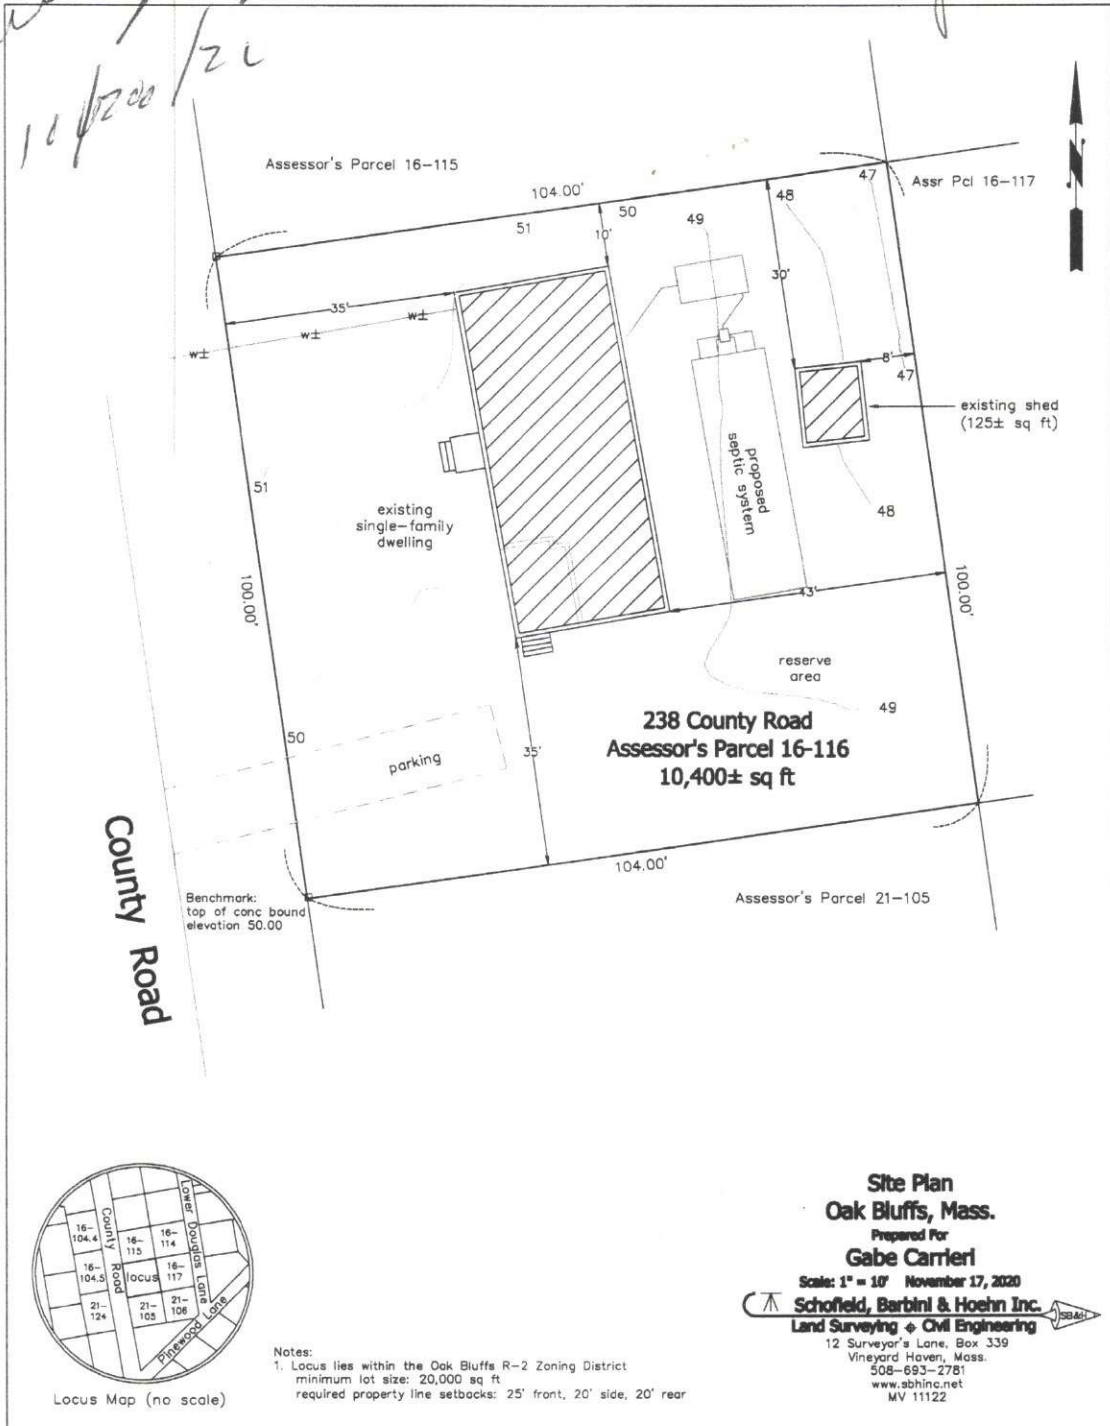 Assessor's Parcel 16-115
104.00'
Assr Pcl 16-117
47
48
49
50
51
10'
30'
35'
w±
w±
w±
8'
47
existing shed
(125± sq ft)
proposed
septic system
48
51
existing
single-family
dwelling
100.00'
43'
100.00'
reserve
area
49
238 County Road
Assessor's Parcel 16-116
10,400± sq ft
50
parking
35'
104.00'
Assessor's Parcel 21-105
County Road
Benchmark:
top of conc bound
elevation 50.00
N
16-
104.4
County
Road
16-
115
16-
114
Lower Douglas Lane
16-
104.5
locus
16-
117
21-
124
21-
105
21-
106
Pinewood Lane
Locus Map (no scale)
Notes:
1. Locus lies within the Oak Bluffs R-2 Zoning District
minimum lot size: 20,000 sq ft
required property line setbacks: 25' front, 20' side, 20' rear
Site Plan
Oak Bluffs, Mass.
Prepared For
Gabe Carrieri
Scale: 1" = 10' November 17, 2020
Schofield, Barbini & Hoehn Inc.
SB&H
Land Surveying + Civil Engineering
12 Surveyor's Lane, Box 339
Vineyard Haven, Mass.
508-693-2781
www.sbhinc.net
MV 11122